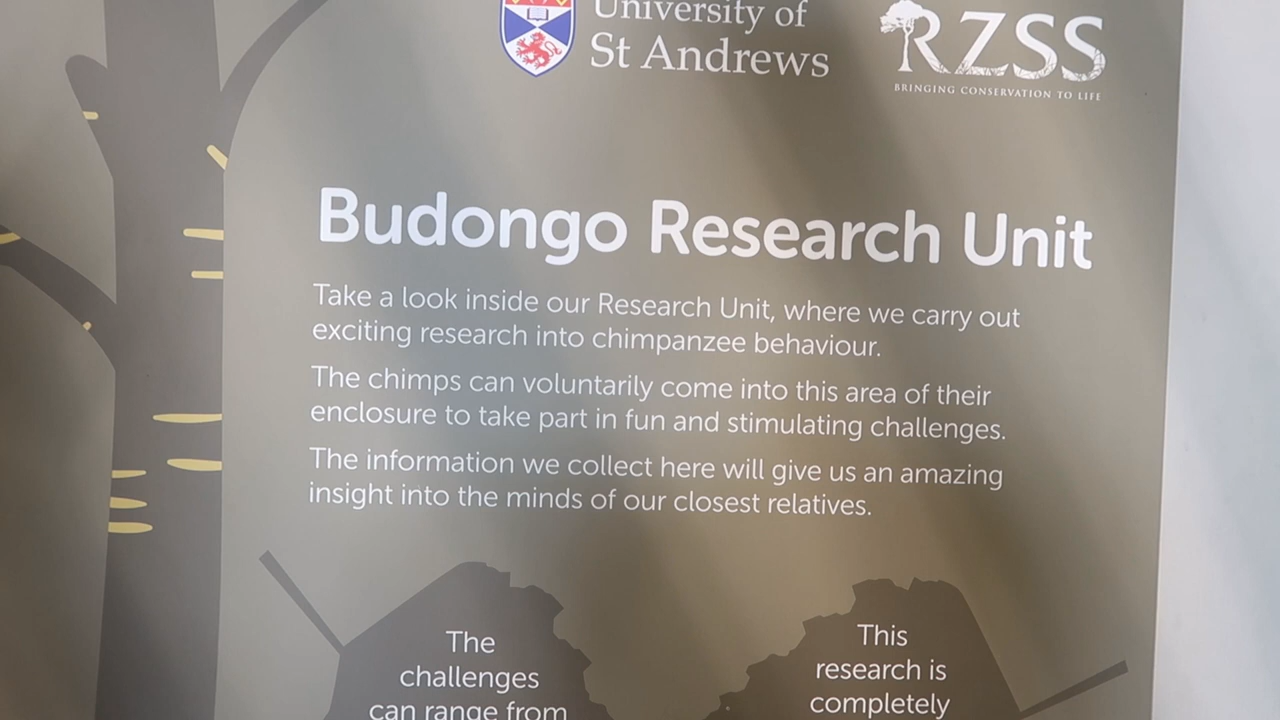 University of
St Andrews
RZSS
BRINGING CONSERVATION TO LIFE
Budongo Research Unit
Take a look inside our Research Unit, where we carry out
exciting research into chimpanzee behaviour.
The chimps can voluntarily come into this area of their
enclosure to take part in fun and stimulating challenges.
The information we collect here will give us an amazing
insight into the minds of our closest relatives.
The
challenges
can range from
This
research is
completely